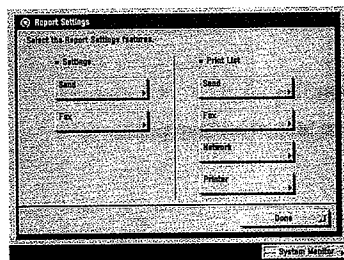 Report Settings
Select the Report Settings features.
Settings
Send
Fax
Print List
Send
Fax
Network
Printer
Done
System Monitor